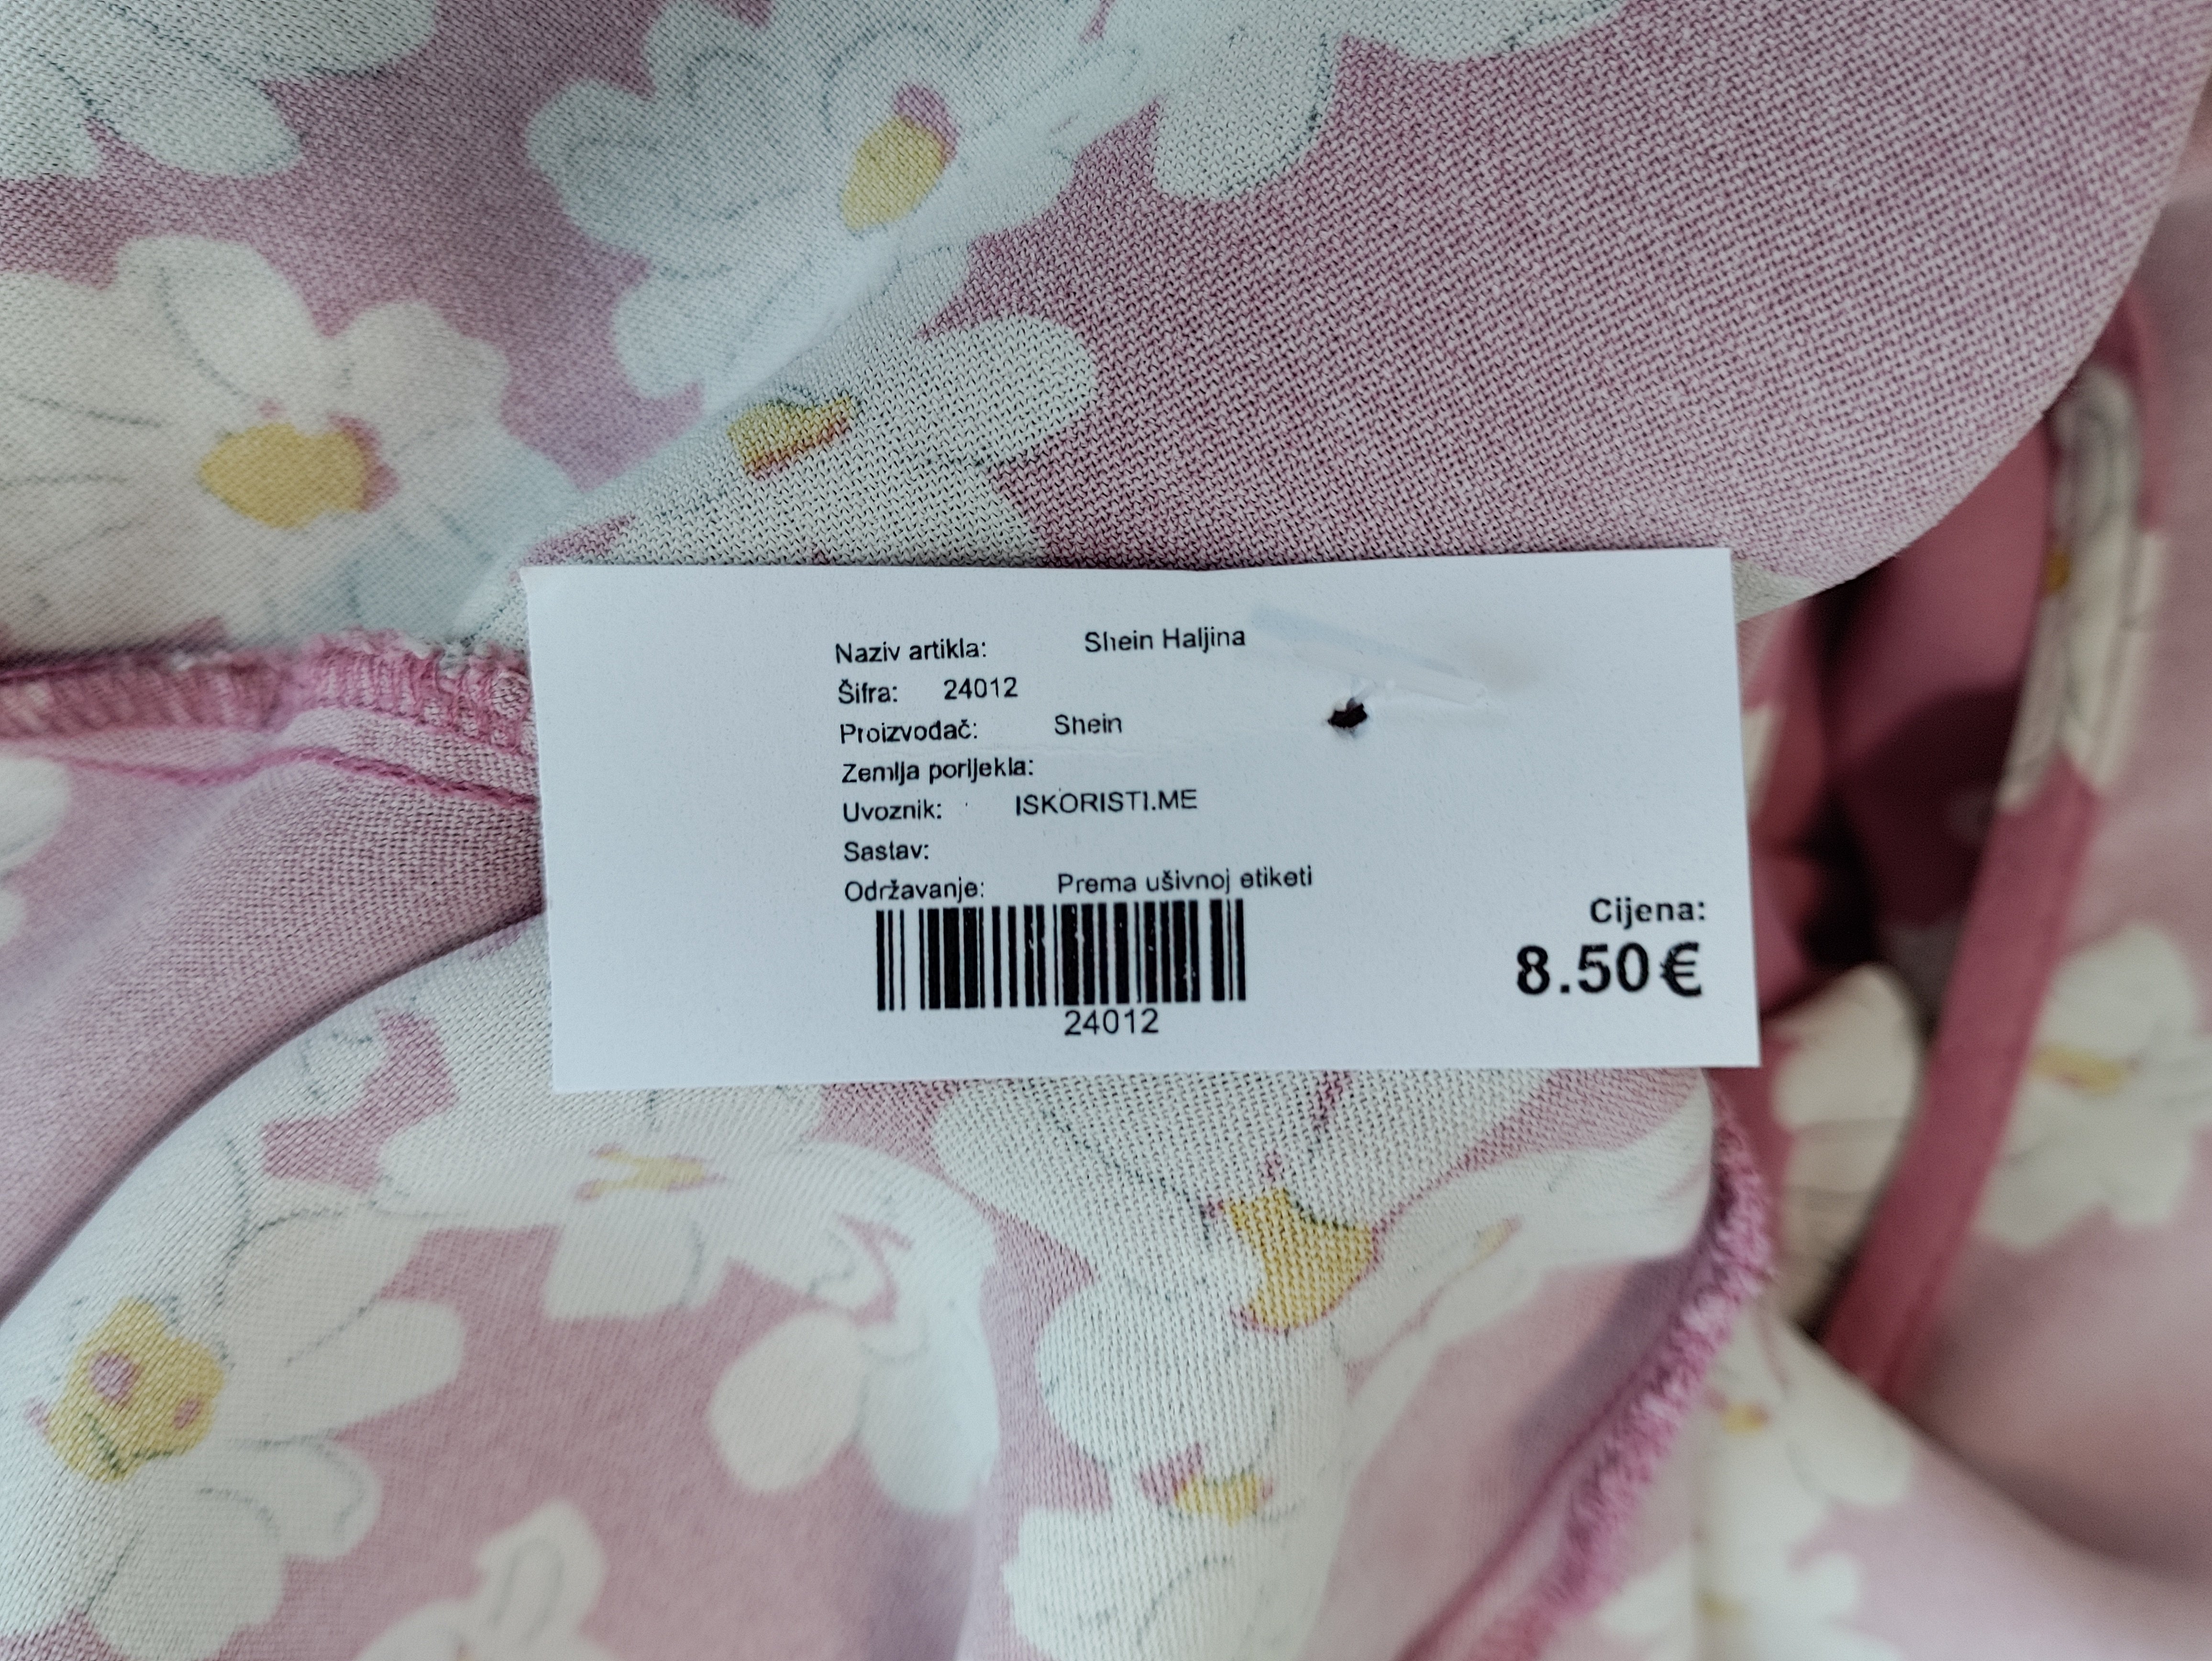 Naziv artikla: Shein Haljina
Šifra: 24012
Proizvođač: Shein
Zemlja porijekla:
Uvoznik: ISKORISTI.ME
Sastav:
Održavanje: Prema ušivnoj etiketi
24012
Cijena:
8.50€